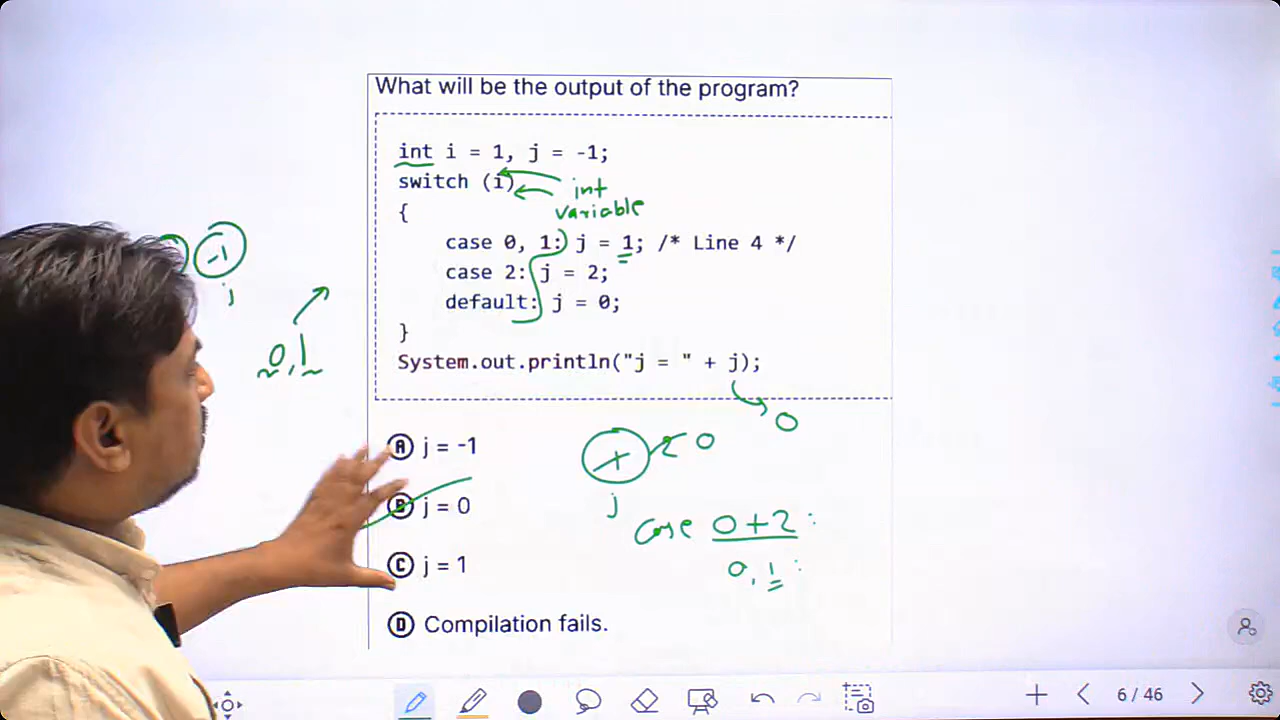 What will be the output of the program?
int i = 1, j = -1;
switch (i)
int
variable
{
case 0, 1: j = 1; /* Line 4 */
case 2: j = 2;
default: j = 0;
}
System.out.println("j = " + j);
-1
j
0,1
0
A j = -1
0
j
B j = 0
case 0+2:
0,1:
C j = 1
D Compilation fails.
6 / 46